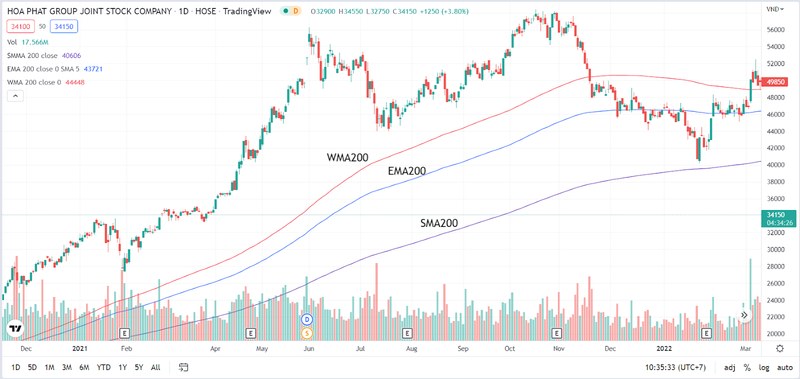 HOA PHAT GROUP JOINT STOCK COMPANY · 1D · HOSE · TradingView D O32900 H34550 L32750 C34150 +1250 (+3.80%) VND
34100 50 34150
Vol 17.566M
SMMA 200 close 40606
EMA 200 close 0 SMA 5 43721
WMA 200 close 0 44448
56000
54000
52000
49850
48000
46000
44000
42000
WMA200
EMA200
40000
38000
36000
SMA200
34150
04:34:26
32000
30000
28000
26000
24000
22000
20000
D
E E S E E E
Dec 2021 Feb Apr May Jun Jul Aug Sep Oct Nov Dec 2022 Mar
1D 5D 1M 3M 6M YTD 1Y 5Y All 10:35:33 (UTC+7) adj % log auto